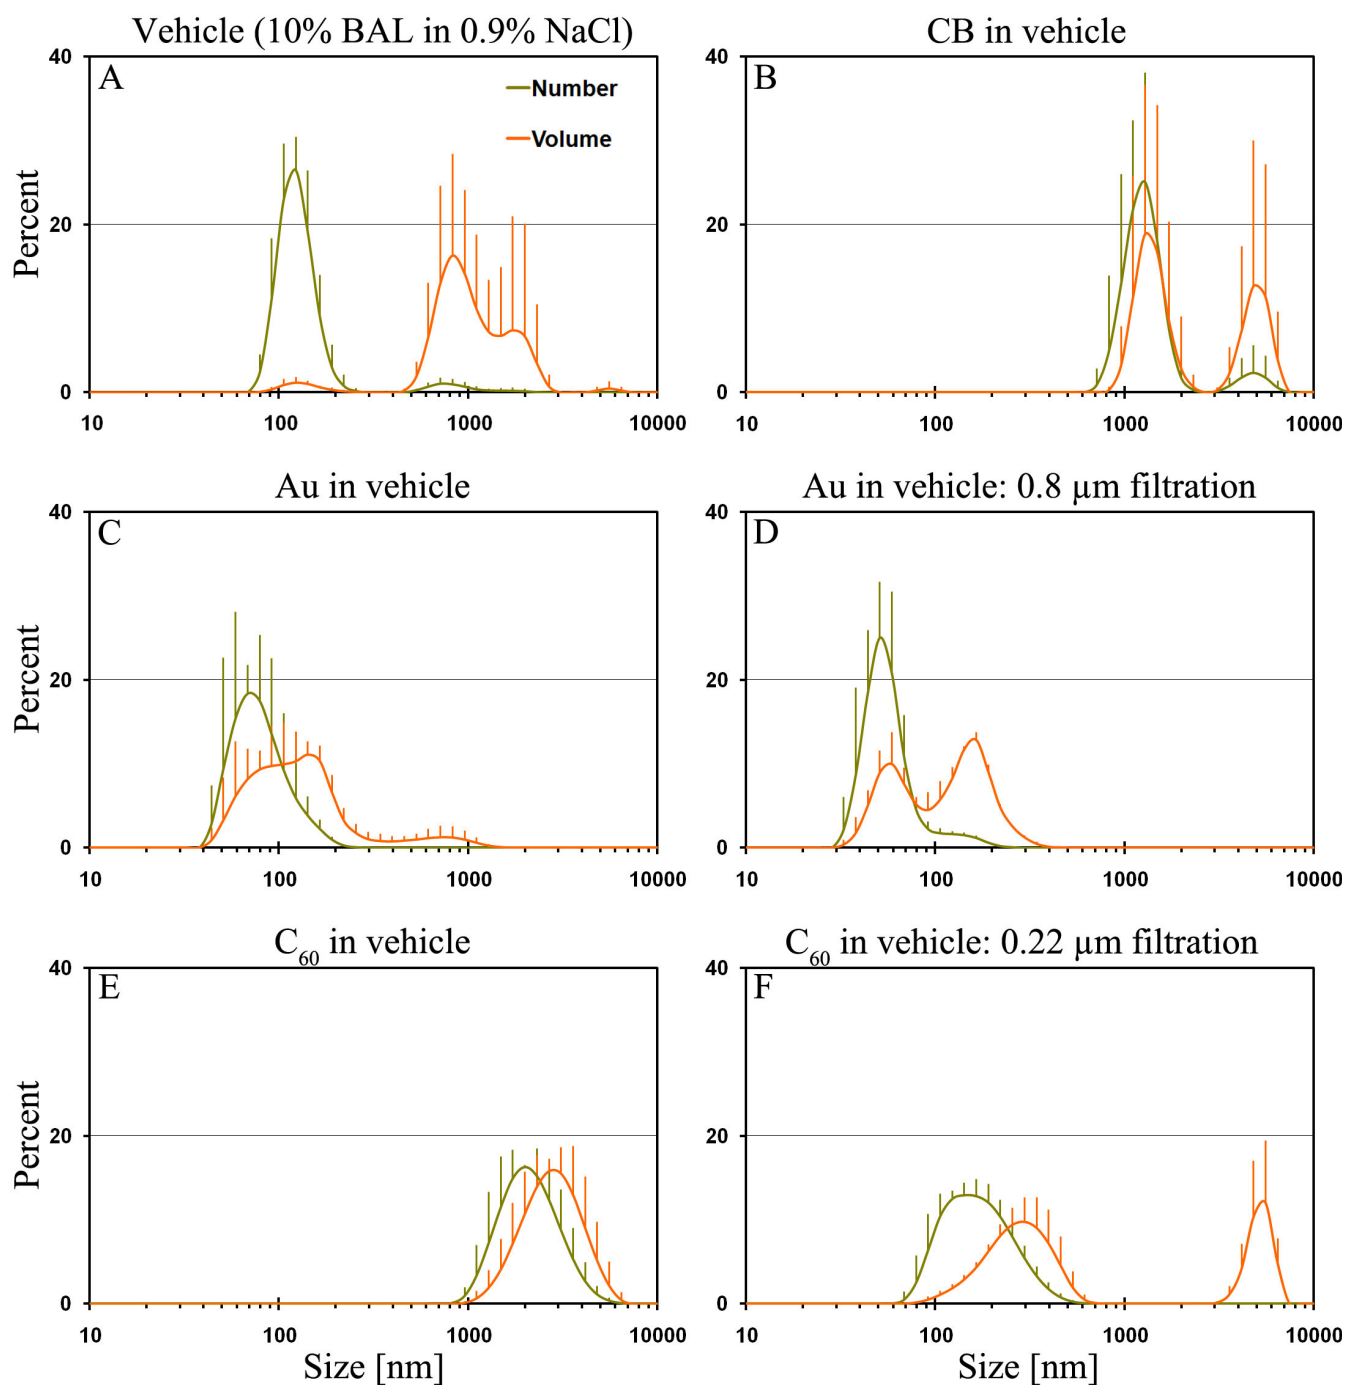 Vehicle (10% BAL in 0.9% NaCl)
CB in vehicle
40
A
Number
Volume
20
0
10 100 1000 10000
Percent
40
B
20
0
10 100 1000 10000
Au in vehicle
Au in vehicle: 0.8 µm filtration
40
C
20
0
10 100 1000 10000
Percent
40
D
20
0
10 100 1000 10000
C₆₀ in vehicle
C₆₀ in vehicle: 0.22 µm filtration
40
E
20
0
10 100 1000 10000
Percent
Size [nm]
40
F
20
0
10 100 1000 10000
Size [nm]